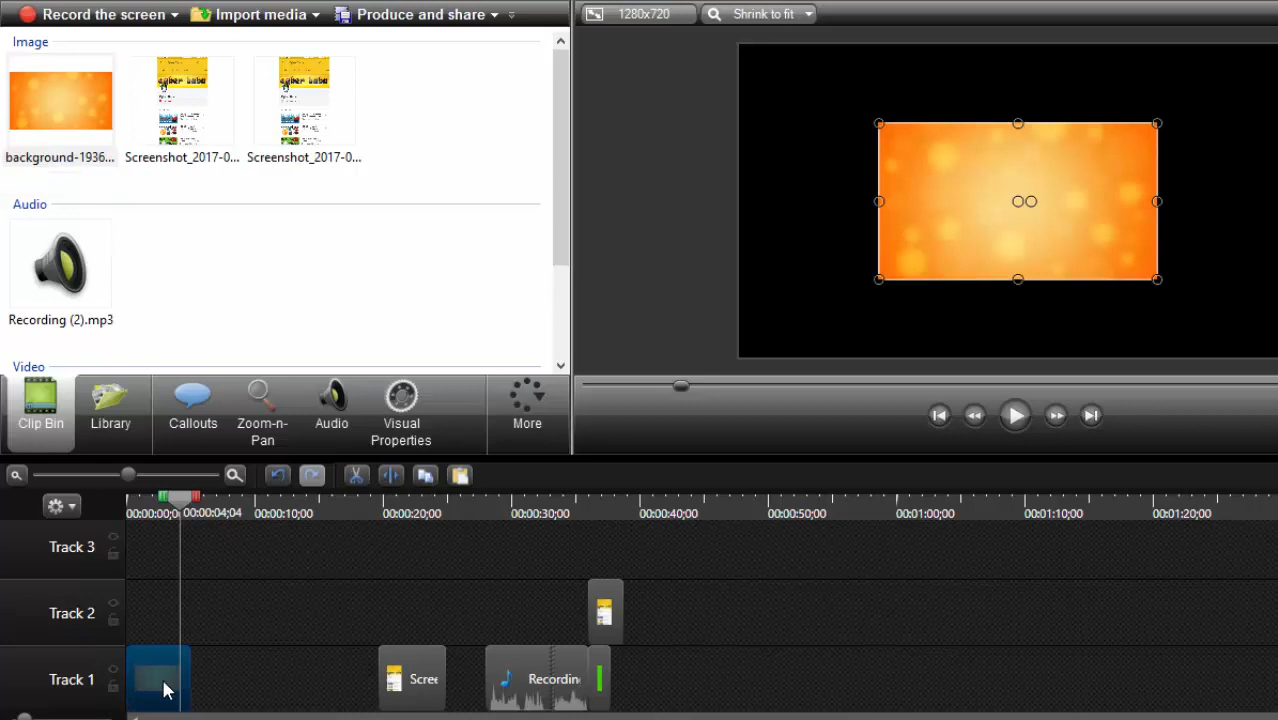 Record the screen Import media Produce and share
1280x720 Shrink to fit
Image
background-1936... Screenshot_2017-0... Screenshot_2017-0...
Audio
Recording (2).mp3
Video
Clip Bin Library Callouts Zoom-n-Pan Audio Visual Properties More
00:00:00;0 00:00:04;04 00:00:10;00 00:00:20;00 00:00:30;00 00:00:40;00 00:00:50;00 00:01:00;00 00:01:10;00 00:01:20;00
Track 3
Track 2
Track 1 Scree Recordin